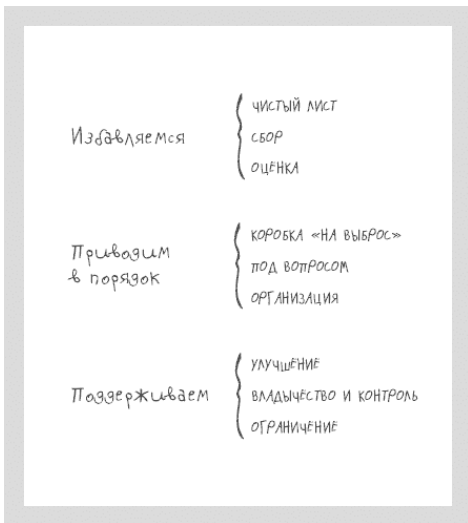 Избавляемся
ЧИСТЫЙ ЛИСТ
СБОР
ОЦЕНКА
Приводим
в порядок
КОРОБКА «НА ВЫБРОС»
ПОД ВОПРОСОМ
ОРГАНИЗАЦИЯ
Поддерживаем
УЛУЧШЕНИЕ
ВЛАДЫЧЕСТВО И КОНТРОЛЬ
ОГРАНИЧЕНИЕ